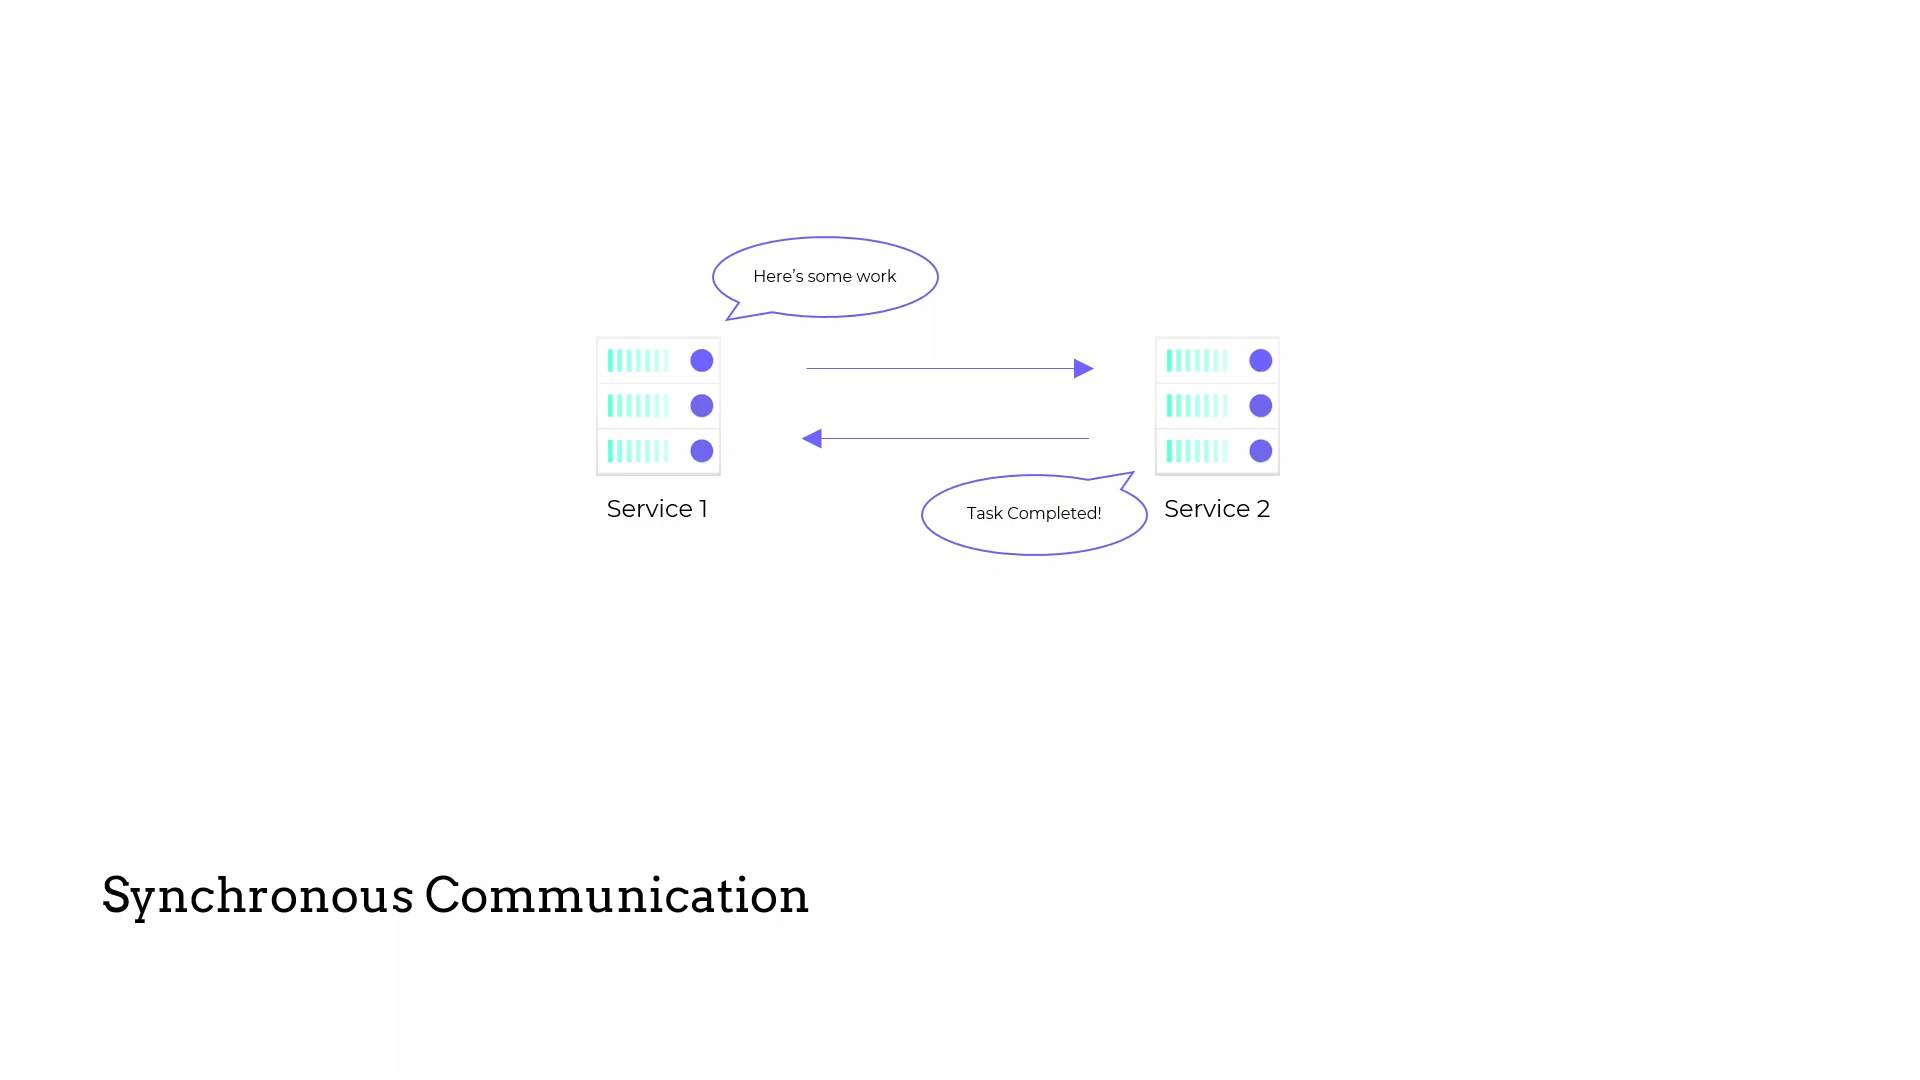 Here’s some work
Service 1
Task Completed!
Service 2
Synchronous Communication